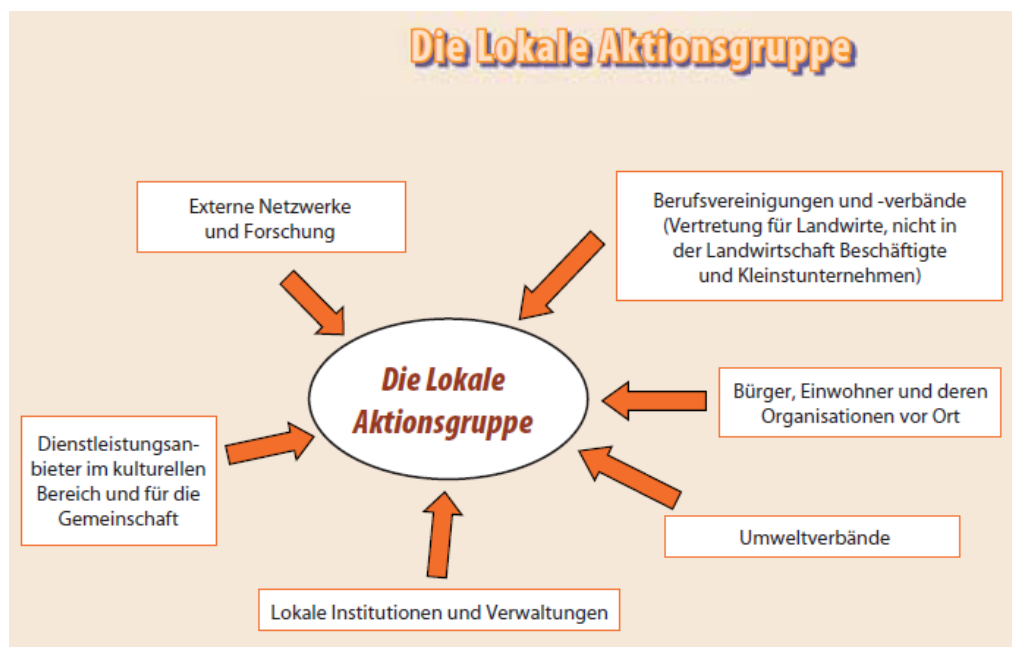 Die Lokale Aktionsgruppe
Externe Netzwerke
und Forschung
Berufsvereinigungen und -verbände
(Vertretung für Landwirte, nicht in
der Landwirtschaft Beschäftigte
und Kleinstunternehmen)
Die Lokale
Aktionsgruppe
Bürger, Einwohner und deren
Organisationen vor Ort
Dienstleistungsan-
bieter im kulturellen
Bereich und für die
Gemeinschaft
Umweltverbände
Lokale Institutionen und Verwaltungen